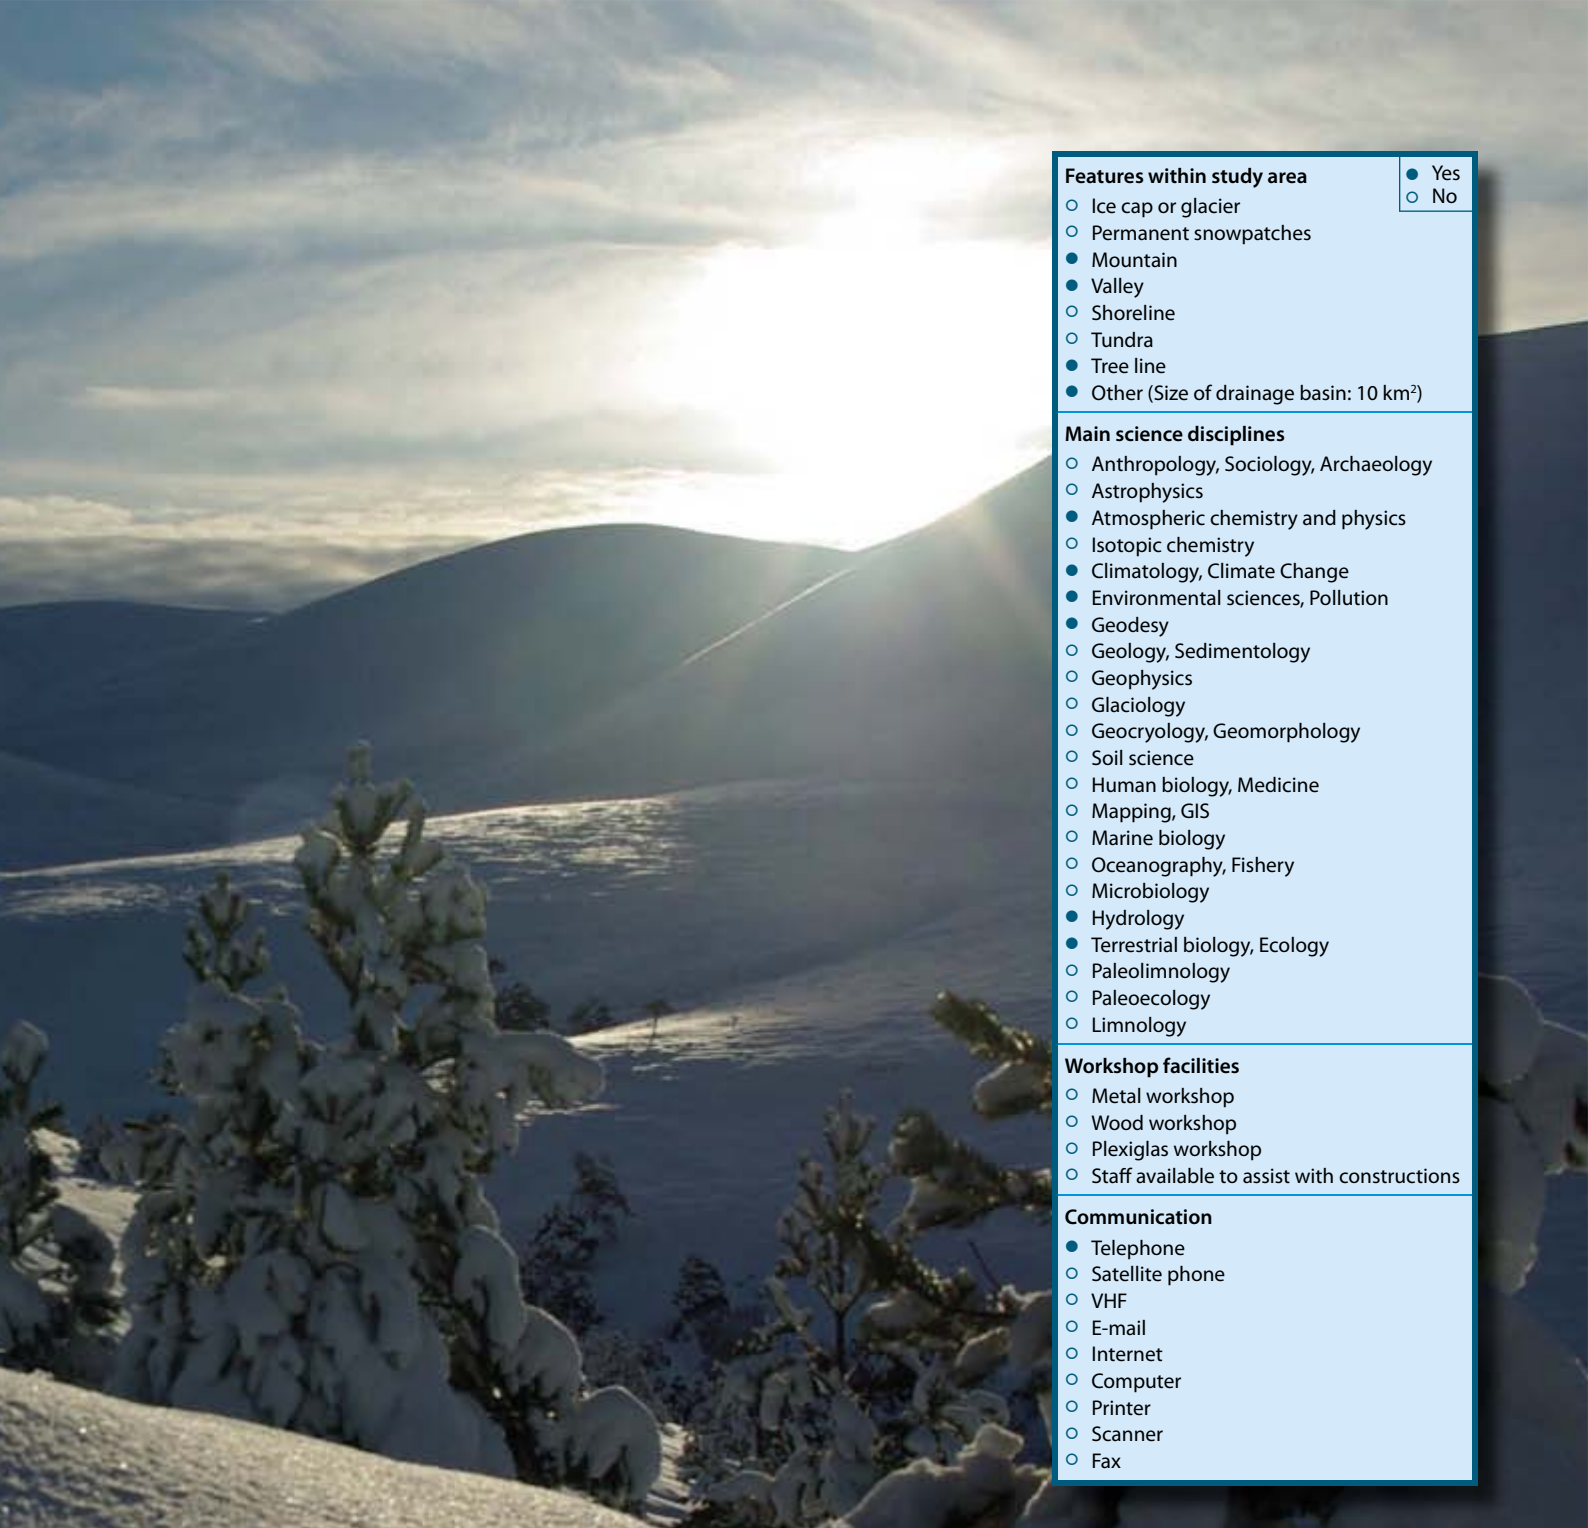 Features within study area
● Yes
○ No
○ Ice cap or glacier
○ Permanent snowpatches
● Mountain
● Valley
○ Shoreline
○ Tundra
● Tree line
● Other (Size of drainage basin: 10 km²)
Main science disciplines
○ Anthropology, Sociology, Archaeology
○ Astrophysics
● Atmospheric chemistry and physics
○ Isotopic chemistry
● Climatology, Climate Change
● Environmental sciences, Pollution
● Geodesy
○ Geology, Sedimentology
○ Geophysics
○ Glaciology
○ Geocryology, Geomorphology
○ Soil science
○ Human biology, Medicine
○ Mapping, GIS
○ Marine biology
○ Oceanography, Fishery
○ Microbiology
● Hydrology
● Terrestrial biology, Ecology
○ Paleolimnology
○ Paleoecology
○ Limnology
Workshop facilities
○ Metal workshop
○ Wood workshop
○ Plexiglas workshop
○ Staff available to assist with constructions
Communication
● Telephone
○ Satellite phone
○ VHF
○ E-mail
○ Internet
○ Computer
○ Printer
○ Scanner
○ Fax